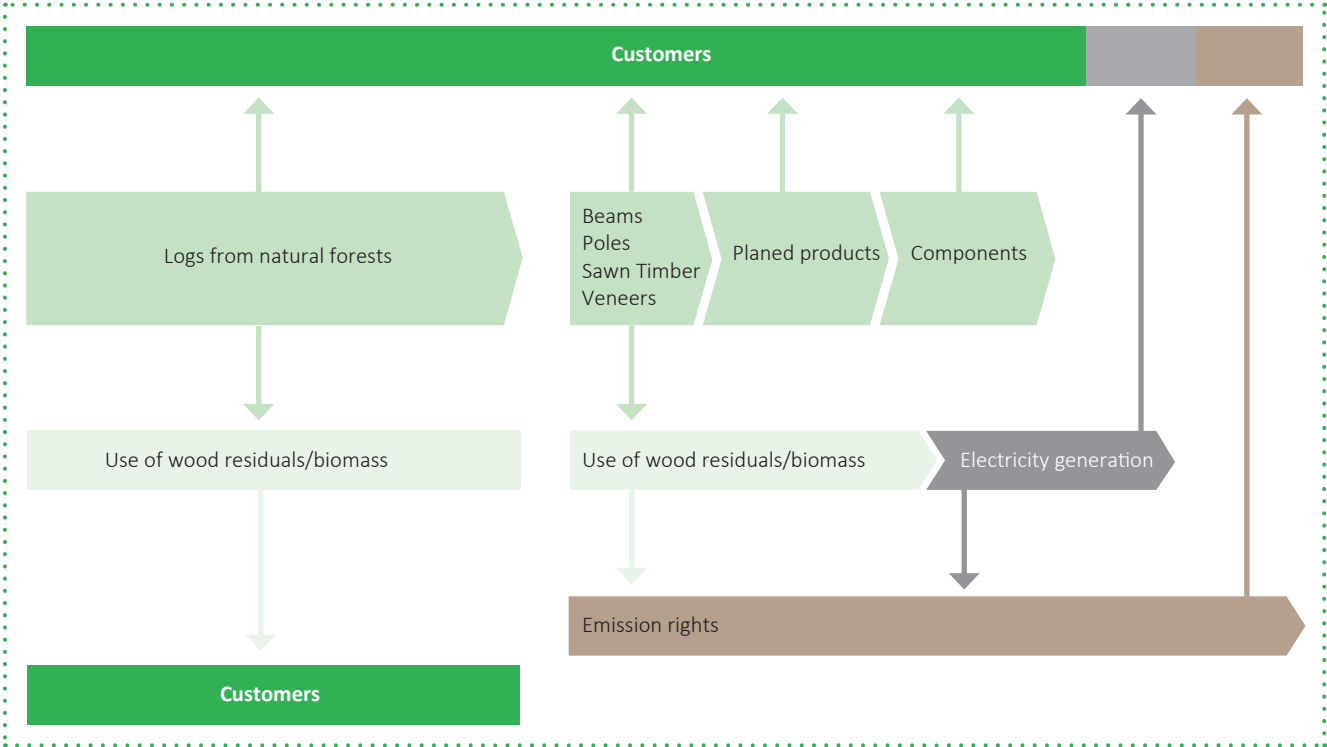 Customers
Logs from natural forests
Beams
Poles
Sawn Timber
Veneers
Planed products
Components
Use of wood residuals/biomass
Use of wood residuals/biomass
Electricity generation
Emission rights
Customers